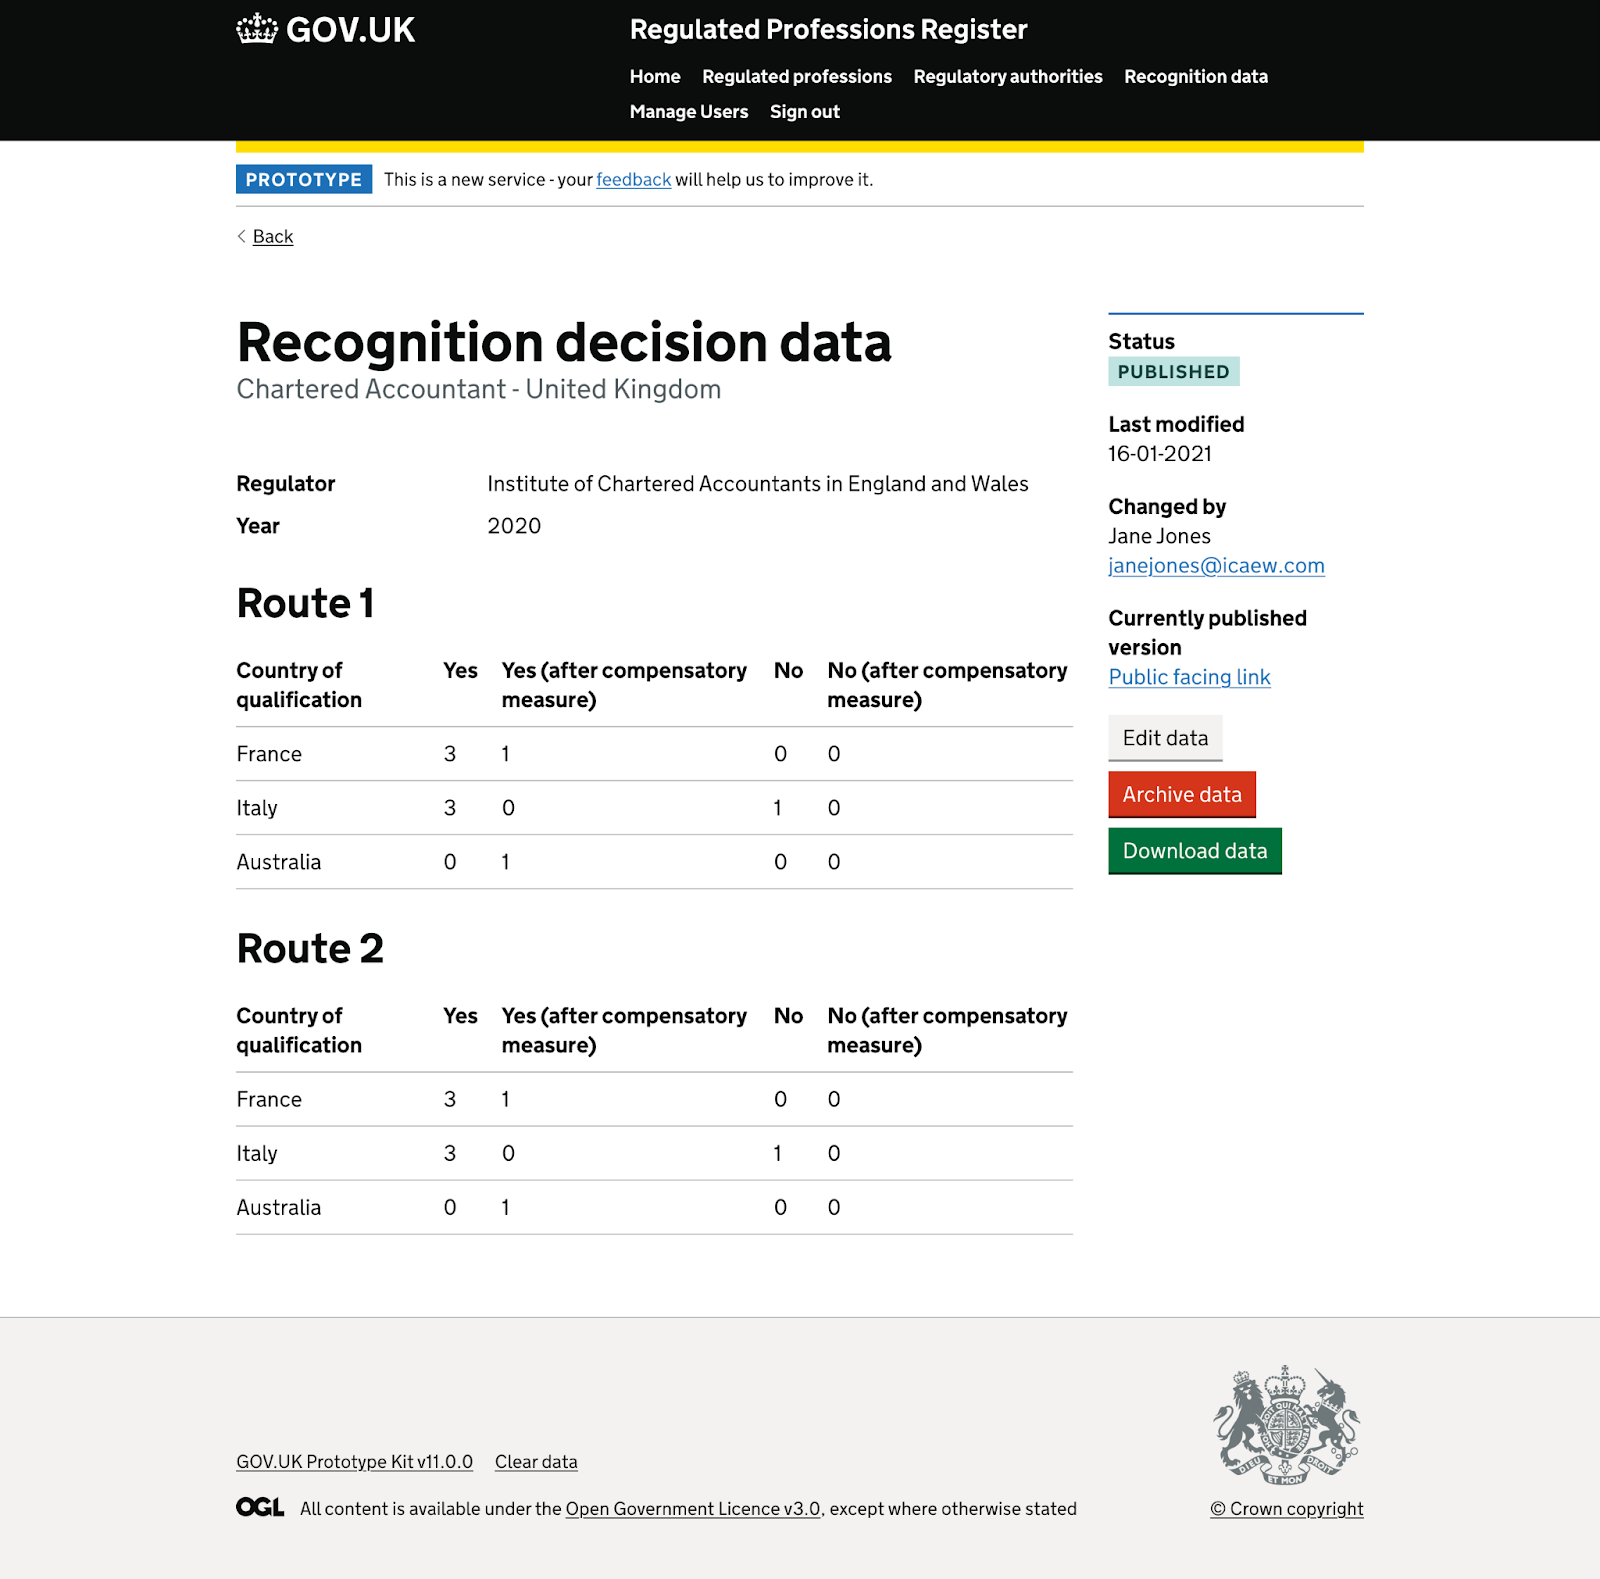 GOV.UK
Regulated Professions Register
Home Regulated professions Regulatory authorities Recognition data
Manage Users Sign out
PROTOTYPE This is a new service - your feedback will help us to improve it.
Back
Recognition decision data
Chartered Accountant - United Kingdom
Regulator Institute of Chartered Accountants in England and Wales
Year 2020
Route 1
Country of qualification Yes Yes (after compensatory measure) No No (after compensatory measure)
France 3 1 0 0
Italy 3 0 1 0
Australia 0 1 0 0
Route 2
Country of qualification Yes Yes (after compensatory measure) No No (after compensatory measure)
France 3 1 0 0
Italy 3 0 1 0
Australia 0 1 0 0
Status
PUBLISHED
Last modified
16-01-2021
Changed by
Jane Jones
janejones@icaew.com
Currently published
version
Public facing link
Edit data
Archive data
Download data
GOV.UK Prototype Kit v11.0.0 Clear data
OGL All content is available under the Open Government Licence v3.0, except where otherwise stated
DIEU ET MON DROIT
© Crown copyright